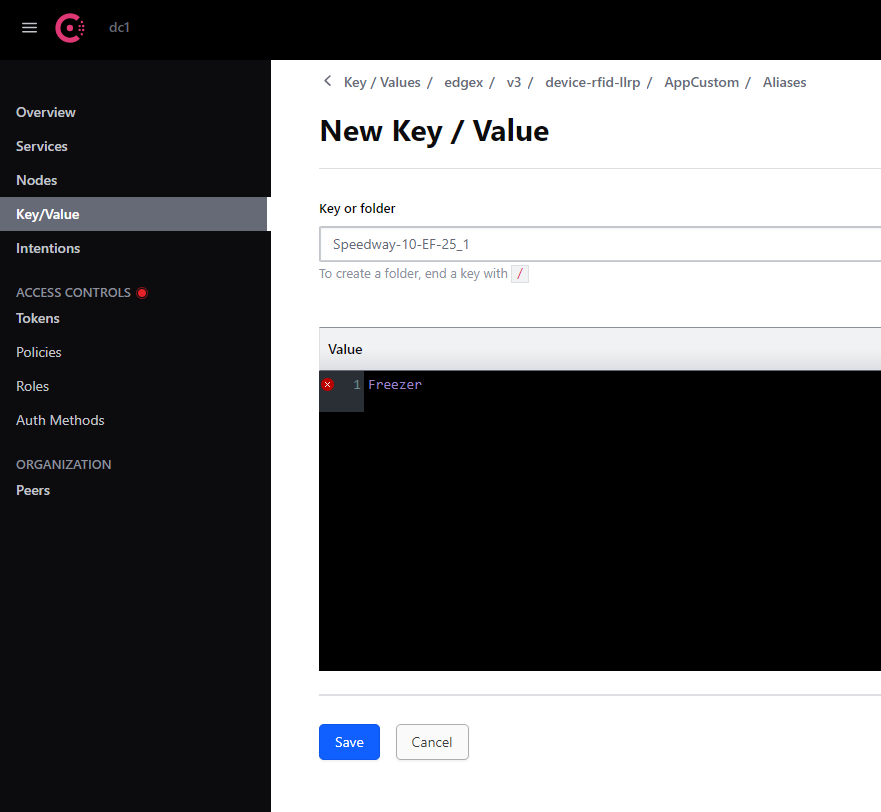 dc1
Key / Values / edgex / v3 / device-rfid-llrp / AppCustom / Aliases
New Key / Value
Overview
Services
Nodes
Key/Value
Intentions
ACCESS CONTROLS
Tokens
Policies
Roles
Auth Methods
ORGANIZATION
Peers
Key or folder
Speedway-10-EF-25_1
To create a folder, end a key with /
Value
1 Freezer
Save Cancel